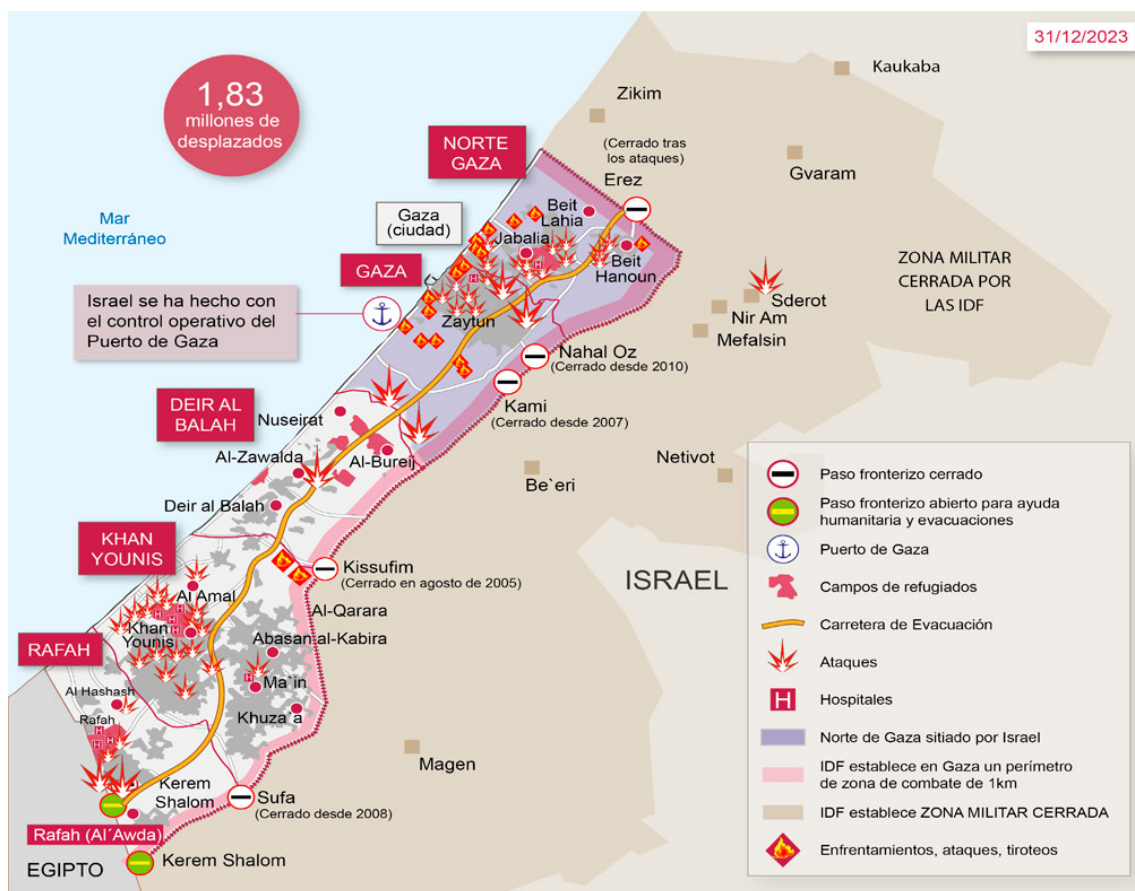 31/12/2023
1,83
millones de
desplazados
Kaukaba
Zikim
NORTE
GAZA
(Cerrado tras
los ataques)
Erez
Gvaram
Mar
Mediterráneo
Gaza
(ciudad)
Beit
Lahia
Jabalia
Beit
Hanoun
GAZA
ZONA MILITAR
CERRADA POR
LAS IDF
Israel se ha hecho con
el control operativo del
Puerto de Gaza
Sderot
Nir Am
Mefalsin
Zaytun
Nahal Oz
(Cerrado desde 2010)
Kami
(Cerrado desde 2007)
DEIR AL
BALAH
Nuseirat
Al-Zawalda
Al-Bureij
Be`eri
Netivot
Deir al Balah
KHAN
YOUNIS
Kissufim
(Cerrado en agosto de 2005)
ISRAEL
Al Amal
Al-Qarara
Khan
Younis
Abasan al-Kabira
RAFAH
Ma`in
Al Hashash
Khuza´a
Rafah
Magen
Kerem
Shalom
Sufa
(Cerrado desde 2008)
Rafah (Al´Awda)
EGIPTO
Kerem Shalom
Paso fronterizo cerrado
Paso fronterizo abierto para ayuda
humanitaria y evacuaciones
Puerto de Gaza
Campos de refugiados
Carretera de Evacuación
Ataques
H
Hospitales
Norte de Gaza sitiado por Israel
IDF establece en Gaza un perímetro
de zona de combate de 1km
IDF establece ZONA MILITAR CERRADA
Enfrentamientos, ataques, tiroteos